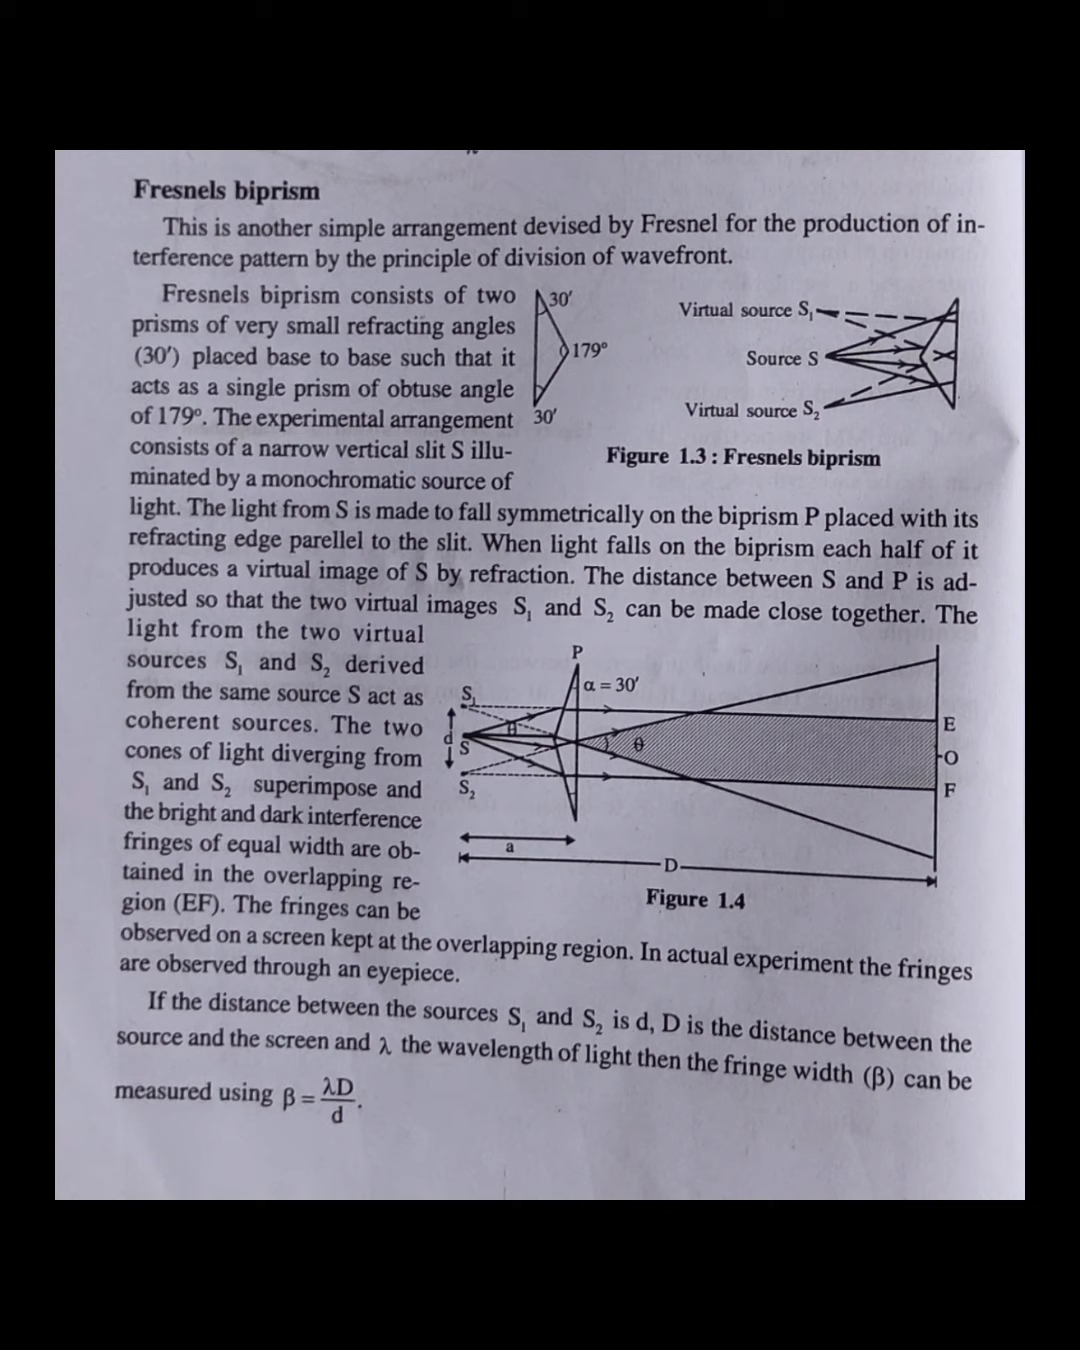 Fresnels biprism
This is another simple arrangement devised by Fresnel for the production of in-
terference pattern by the principle of division of wavefront.
Fresnels biprism consists of two
prisms of very small refracting angles
(30′) placed base to base such that it
acts as a single prism of obtuse angle
of 179º. The experimental arrangement
consists of a narrow vertical slit S illu-
minated by a monochromatic source of
30′
179º
30′
Virtual source S₁
Source S
Virtual source S₂
Figure 1.3 : Fresnels biprism
light. The light from S is made to fall symmetrically on the biprism P placed with its
refracting edge parellel to the slit. When light falls on the biprism each half of it
produces a virtual image of S by refraction. The distance between S and P is ad-
justed so that the two virtual images S₁ and S₂ can be made close together. The
light from the two virtual
sources S₁ and S₂ derived
from the same source S act as
coherent sources. The two
cones of light diverging from
S₁ and S₂ superimpose and
the bright and dark interference
fringes of equal width are ob-
tained in the overlapping re-
gion (EF). The fringes can be
P
α = 30′
S₁
d
S
θ
θ
S₂
E
O
F
a
D
Figure 1.4
observed on a screen kept at the overlapping region. In actual experiment the fringes
are observed through an eyepiece.
If the distance between the sources S₁ and S₂ is d, D is the distance between the
source and the screen and λ the wavelength of light then the fringe width (β) can be
measured using β = λD/d.